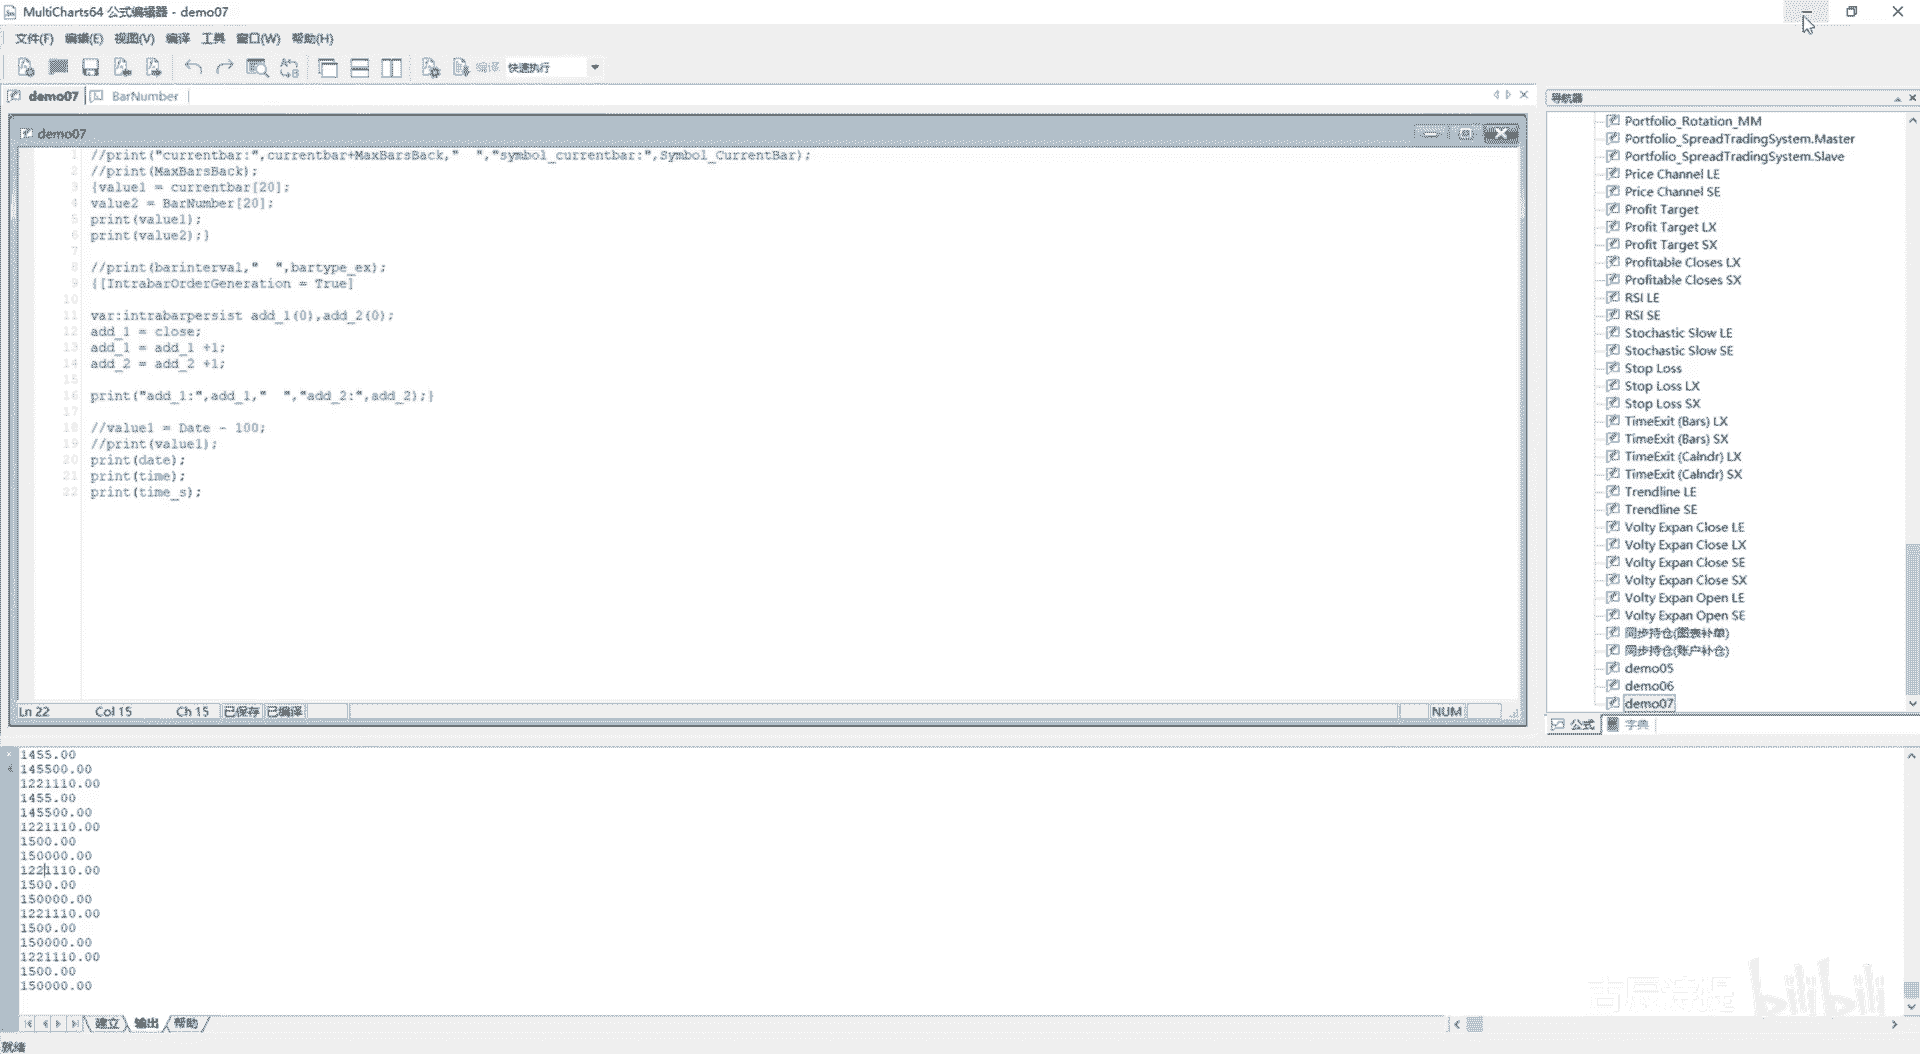 MultiCharts64 公式编辑器 - demo07
文件(F) 编辑(E) 视图(V) 编译 工具 窗口(W) 帮助(H)
编译 快速执行
demo07 BarNumber
导航器
demo07
1 //print("currentbar:",currentbar+MaxBarsBack,"  ","symbol_currentbar:",Symbol_CurrentBar);
2 //print(MaxBarsBack);
3 {value1 = currentbar[20];
4 value2 = BarNumber[20];
5 print(value1);
6 print(value2);}
7
8 //print(barinterval,"  ",bartype_ex);
9 {[IntrabarOrderGeneration = True]
10
11 var:intrabarpersist add_1(0),add_2(0);
12 add_1 = close;
13 add_1 = add_1 +1;
14 add_2 = add_2 +1;
15
16 print("add_1:",add_1,"  ","add_2:",add_2);}
17
18 //value1 = Date - 100;
19 //print(value1);
20 print(date);
21 print(time);
22 print(time_s);
Ln 22 Col 15 Ch 15 已保存 已编译 NUM
Portfolio_Rotation_MM
Portfolio_SpreadTradingSystem.Master
Portfolio_SpreadTradingSystem.Slave
Price Channel LE
Price Channel SE
Profit Target
Profit Target LX
Profit Target SX
Profitable Closes LX
Profitable Closes SX
RSI LE
RSI SE
Stochastic Slow LE
Stochastic Slow SE
Stop Loss
Stop Loss LX
Stop Loss SX
TimeExit (Bars) LX
TimeExit (Bars) SX
TimeExit (Calndr) LX
TimeExit (Calndr) SX
Trendline LE
Trendline SE
Volty Expan Close LE
Volty Expan Close LX
Volty Expan Close SE
Volty Expan Close SX
Volty Expan Open LE
Volty Expan Open SE
同步持仓(图表补单)
同步持仓(账户补仓)
demo05
demo06
demo07
公式 字典
1455.00
145500.00
1221110.00
1455.00
145500.00
1221110.00
1500.00
150000.00
1221110.00
1500.00
150000.00
1221110.00
1500.00
150000.00
1221110.00
1500.00
150000.00
建立 输出 帮助
就绪
bilibili